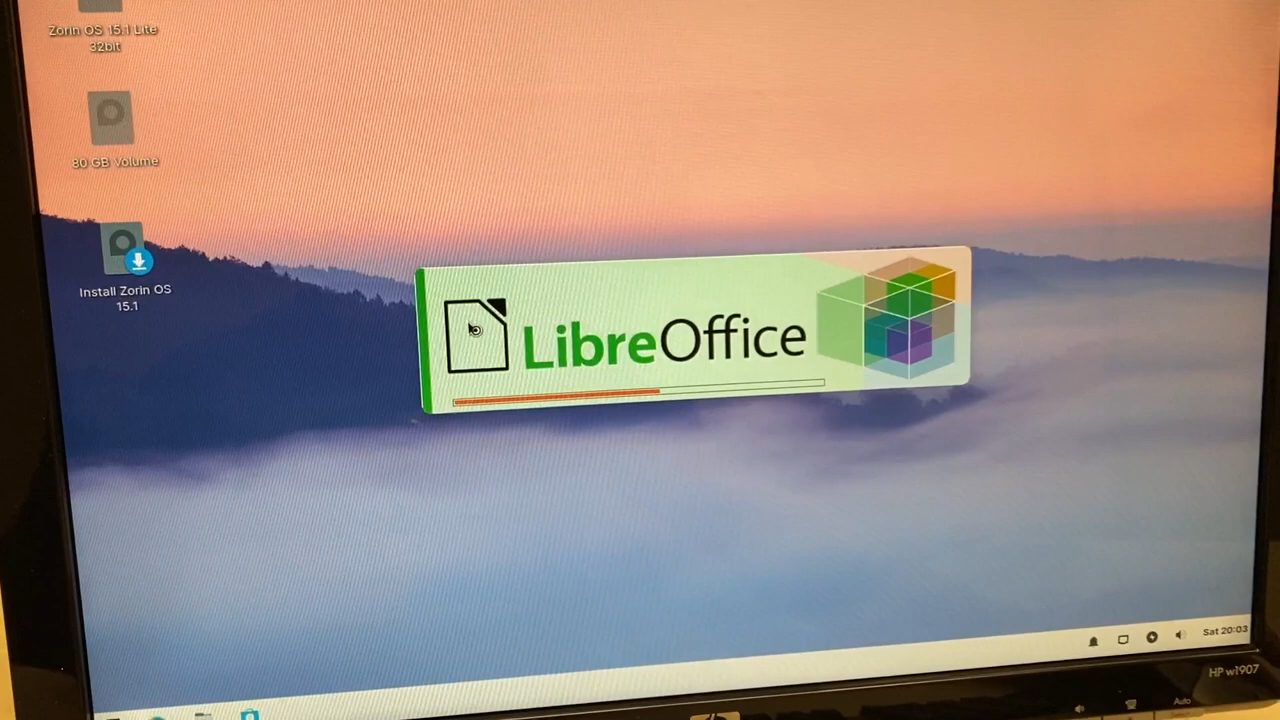 Zorin OS 15.1 Lite
32bit
80 GB Volume
Install Zorin OS
15.1
LibreOffice
Sat 20:03
HP w1907
Auto